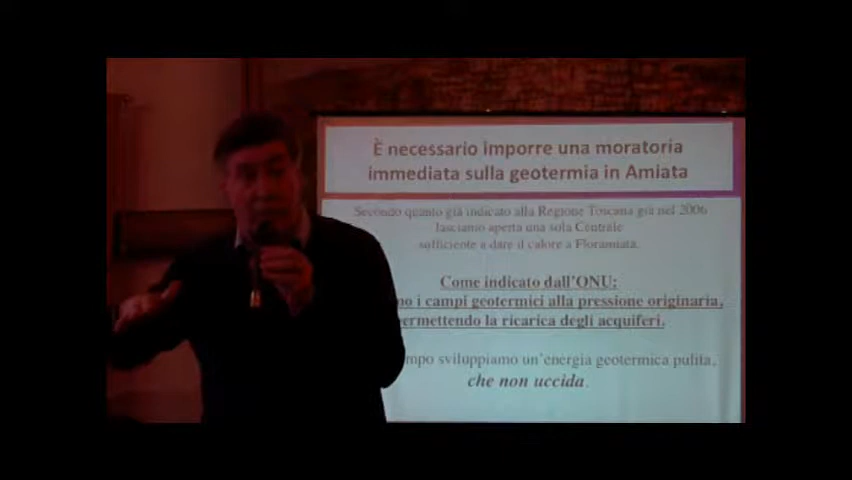 È necessario imporre una moratoria
immediata sulla geotermia in Amiata
Secondo quanto già indicato alla Regione Toscana già nel 2006
lasciamo aperta una sola Centrale
sufficiente a dare il calore a Floramiata.
Come indicato dall'ONU:
i campi geotermici alla pressione originaria,
permettendo la ricarica degli acquiferi.
sviluppiamo un'energia geotermica pulita,
che non uccida.